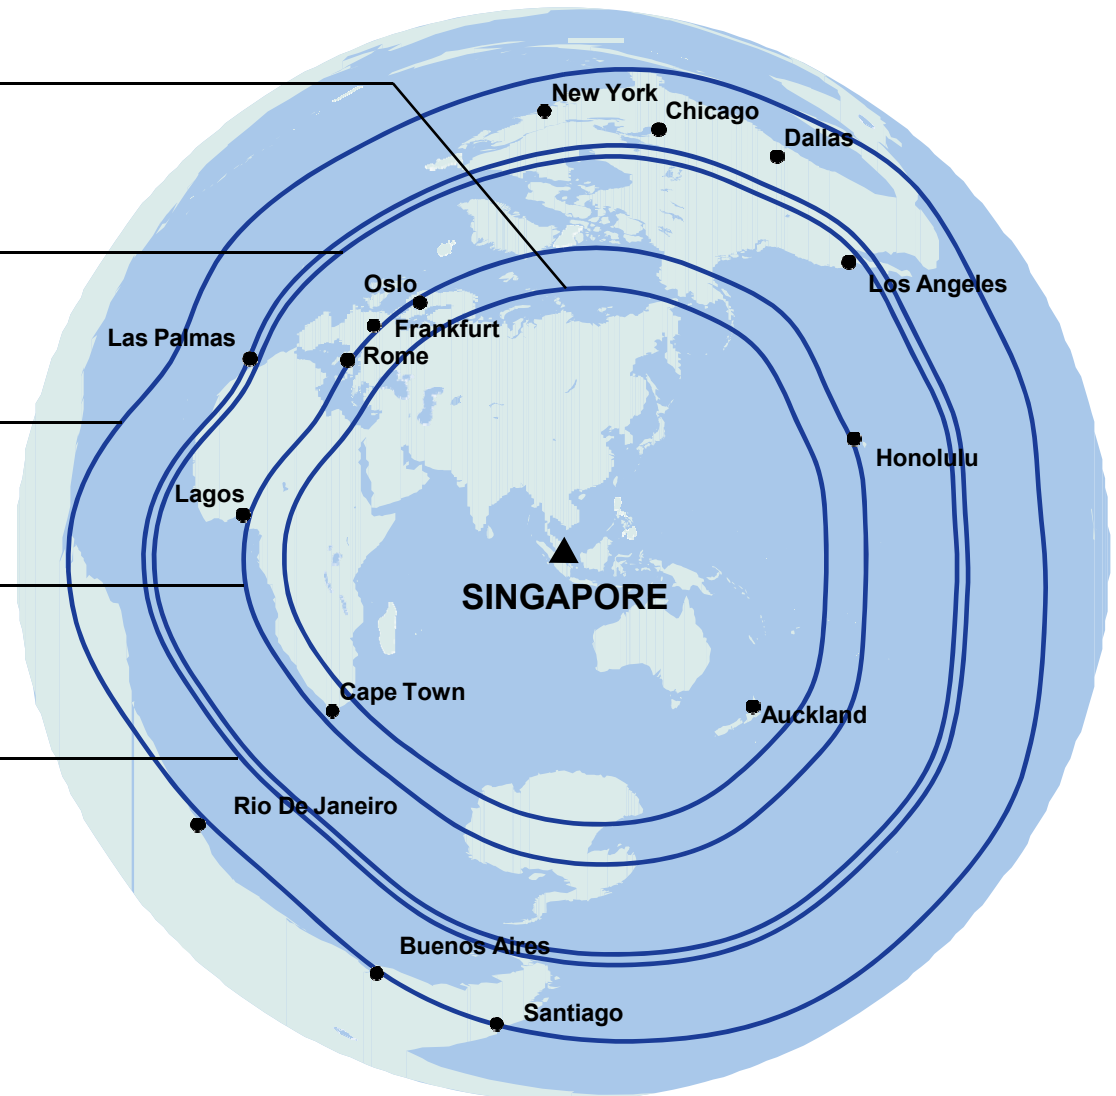 New York
Chicago
Dallas
Oslo
Los Angeles
Las Palmas
Frankfurt
Rome
Honolulu
Lagos
SINGAPORE
Cape Town
Auckland
Rio De Janeiro
Buenos Aires
Santiago